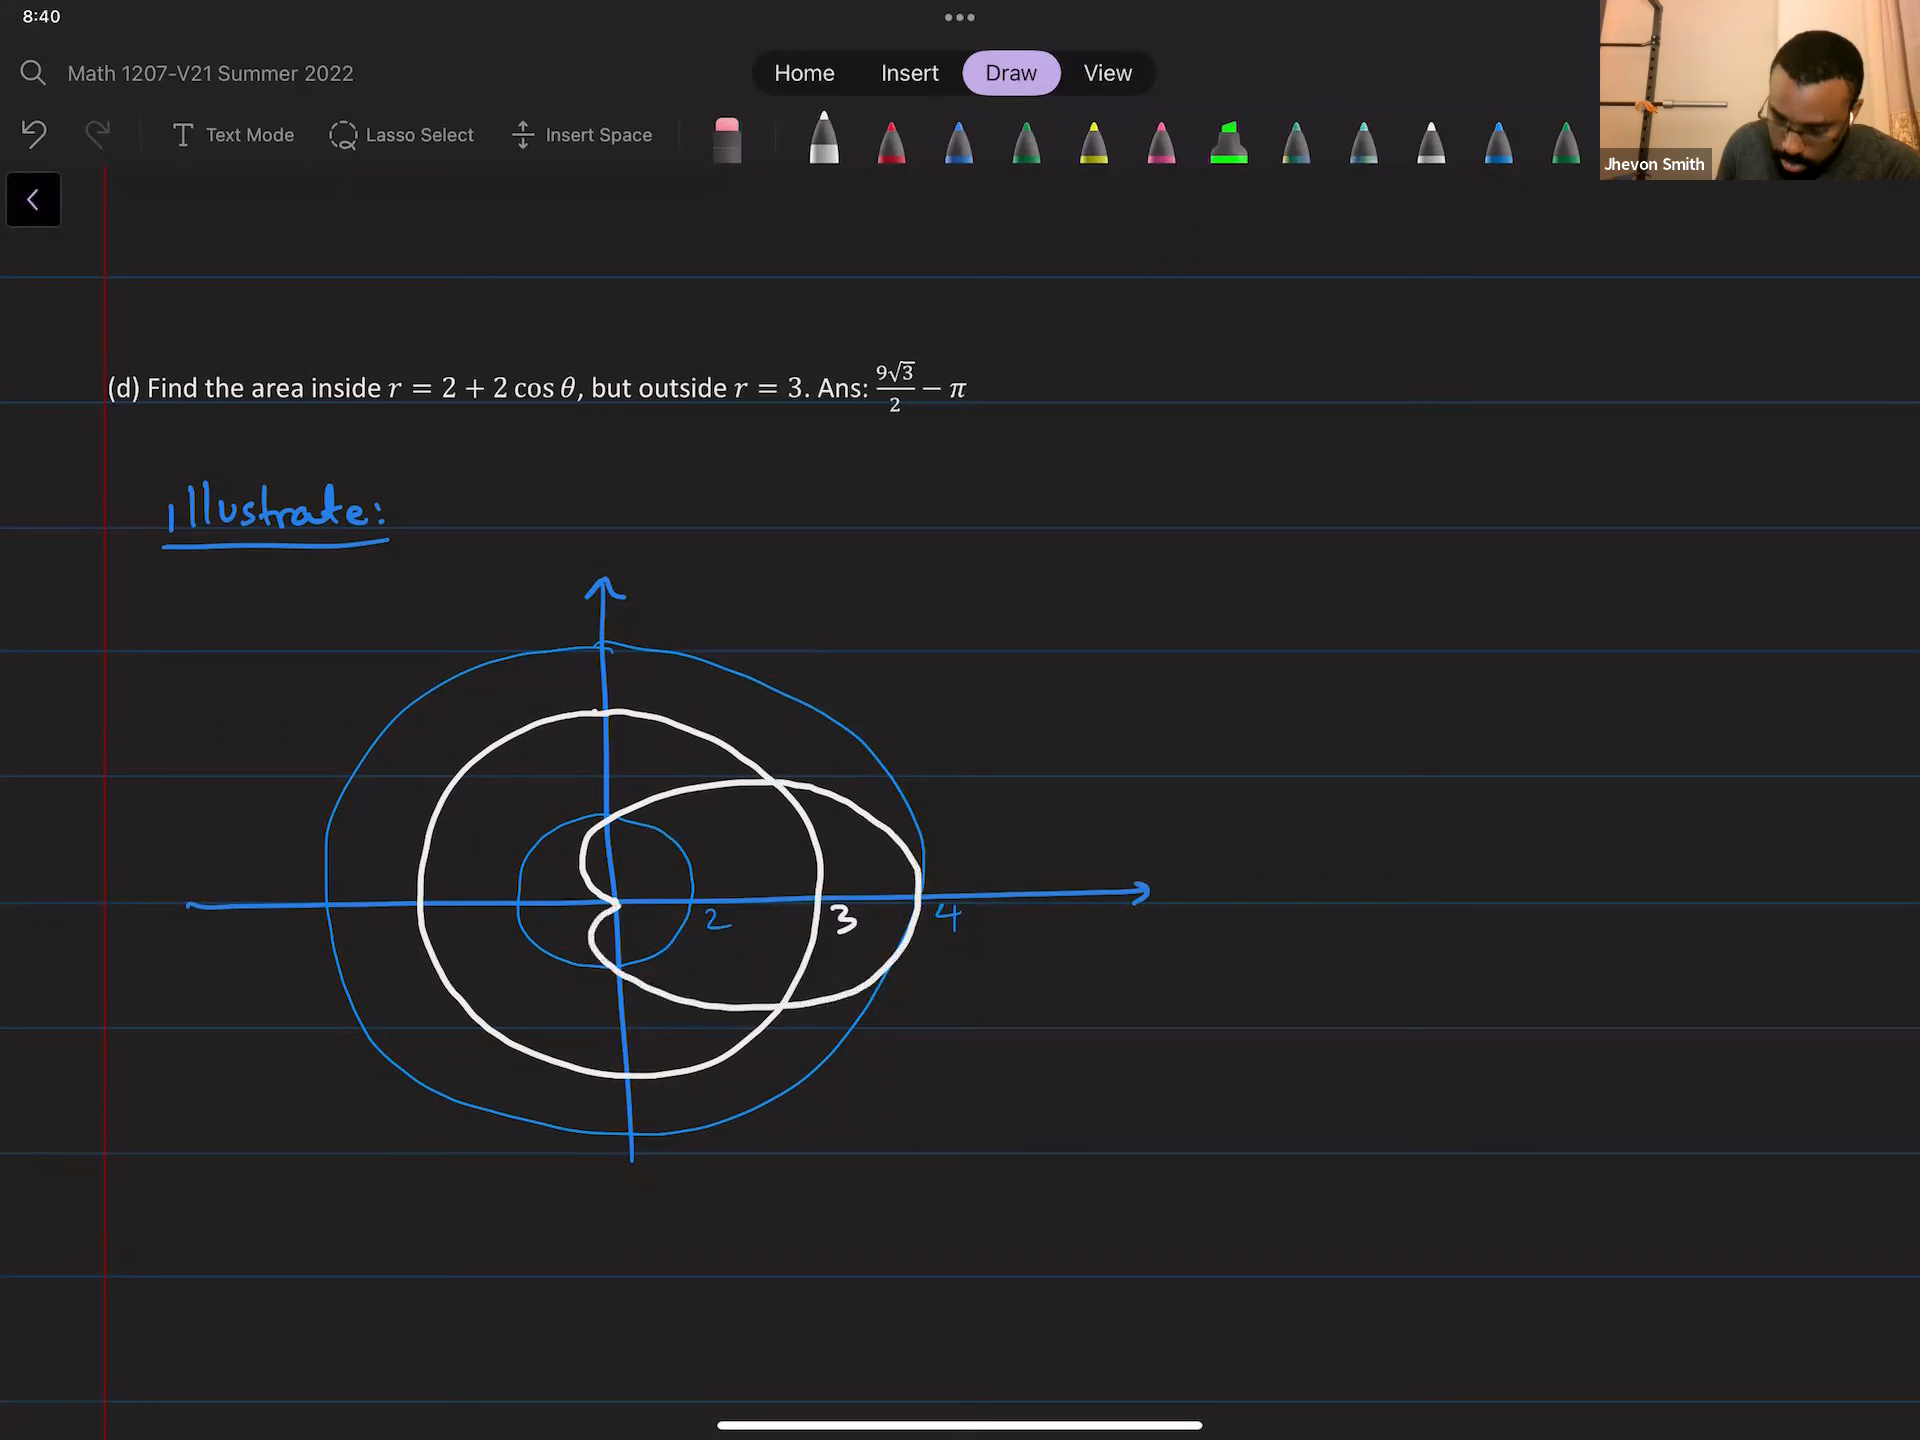 8:40
Math 1207-V21 Summer 2022
Home Insert Draw View
Text Mode Lasso Select Insert Space
Jhevon Smith
(d) Find the area inside r = 2 + 2 cos θ, but outside r = 3. Ans: 9√3/2 − π
Illustrate:
2 3 4